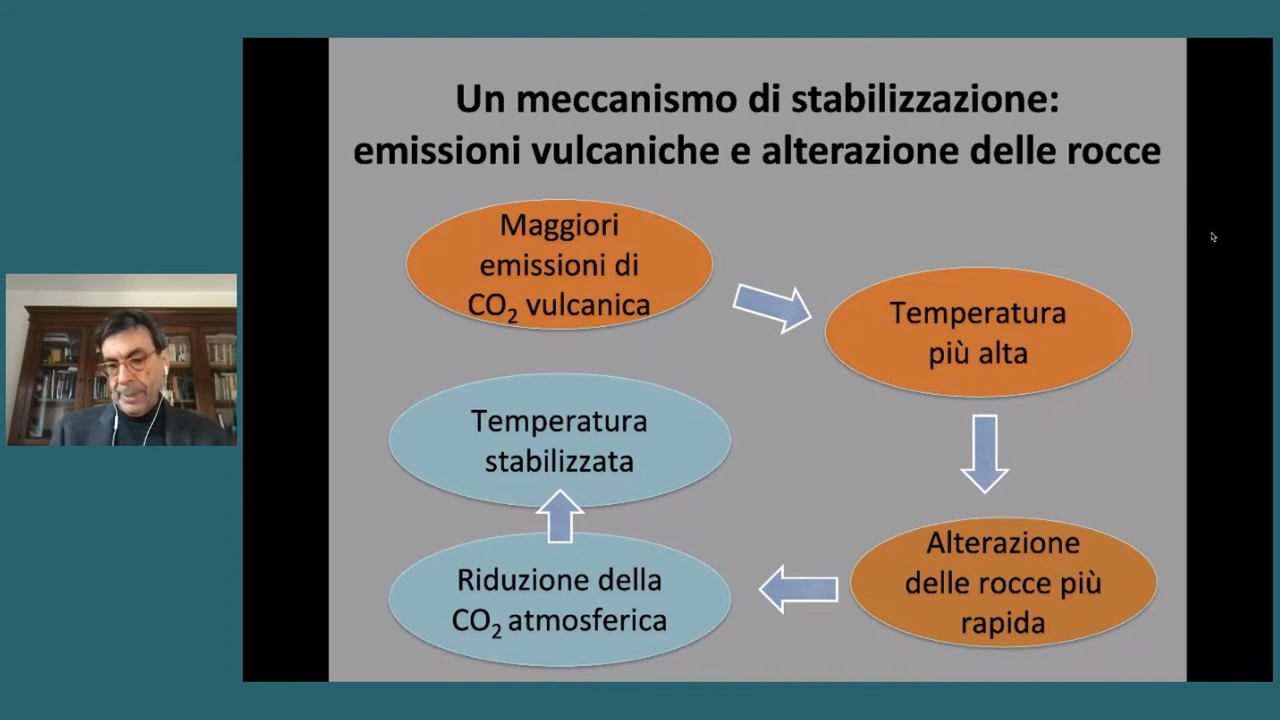 Un meccanismo di stabilizzazione:
emissioni vulcaniche e alterazione delle rocce
Maggiori
emissioni di
CO₂ vulcanica
Temperatura
più alta
Alterazione
delle rocce più
rapida
Riduzione della
CO₂ atmosferica
Temperatura
stabilizzata